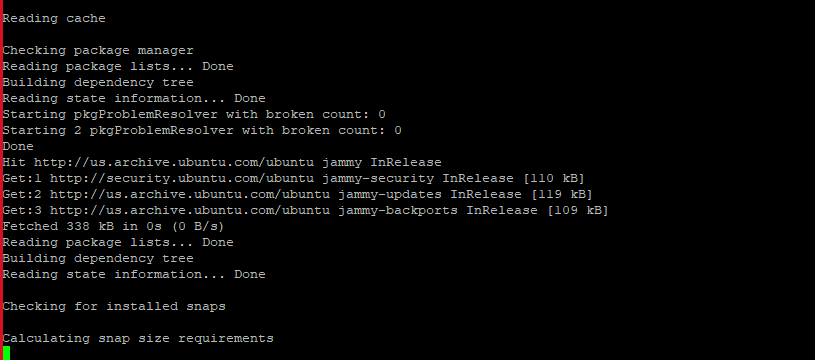 Reading cache
Checking package manager
Reading package lists... Done
Building dependency tree
Reading state information... Done
Starting pkgProblemResolver with broken count: 0
Starting 2 pkgProblemResolver with broken count: 0
Done
Hit http://us.archive.ubuntu.com/ubuntu jammy InRelease
Get:1 http://security.ubuntu.com/ubuntu jammy-security InRelease [110 kB]
Get:2 http://us.archive.ubuntu.com/ubuntu jammy-updates InRelease [119 kB]
Get:3 http://us.archive.ubuntu.com/ubuntu jammy-backports InRelease [109 kB]
Fetched 338 kB in 0s (0 B/s)
Reading package lists... Done
Building dependency tree
Reading state information... Done
Checking for installed snaps
Calculating snap size requirements